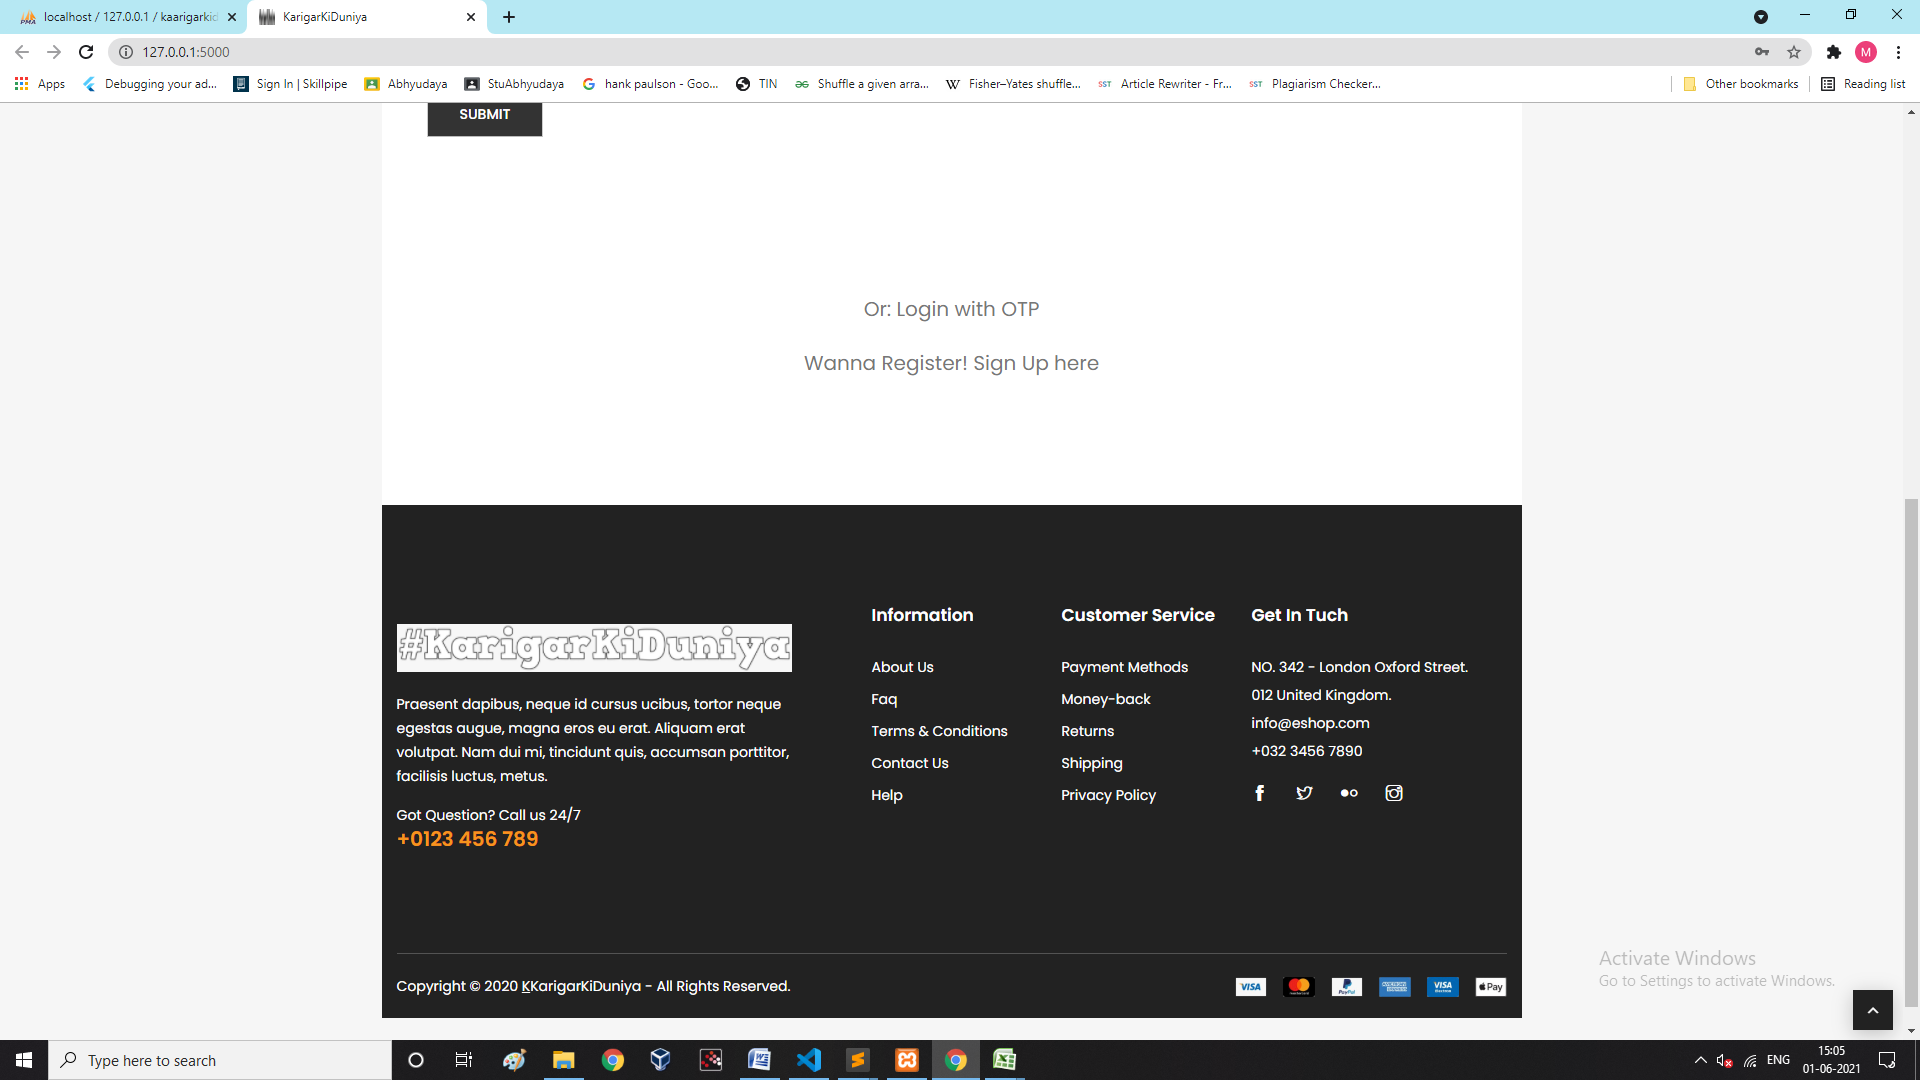 localhost / 127.0.0.1 / kaarigarkid
KarigarKiDuniya
127.0.0.1:5000
M
Apps
Debugging your ad...
Sign In | Skillpipe
Abhyudaya
StuAbhyudaya
hank paulson - Goo...
TIN
Shuffle a given arra...
Fisher–Yates shuffle...
Article Rewriter - Fr...
Plagiarism Checker...
Other bookmarks
Reading list
SUBMIT
Or: Login with OTP
Wanna Register! Sign Up here
#KarigarKiDuniya
Praesent dapibus, neque id cursus ucibus, tortor neque
egestas augue, magna eros eu erat. Aliquam erat
volutpat. Nam dui mi, tincidunt quis, accumsan porttitor,
facilisis luctus, metus.
Got Question? Call us 24/7
+0123 456 789
Information
About Us
Faq
Terms & Conditions
Contact Us
Help
Customer Service
Payment Methods
Money-back
Returns
Shipping
Privacy Policy
Get In Tuch
NO. 342 - London Oxford Street.
012 United Kingdom.
info@eshop.com
+032 3456 7890
Copyright © 2020 KKarigarKiDuniya - All Rights Reserved.
VISA
PayPal
VISA
Pay
Activate Windows
Go to Settings to activate Windows.
Type here to search
ENG
15:05
01-06-2021